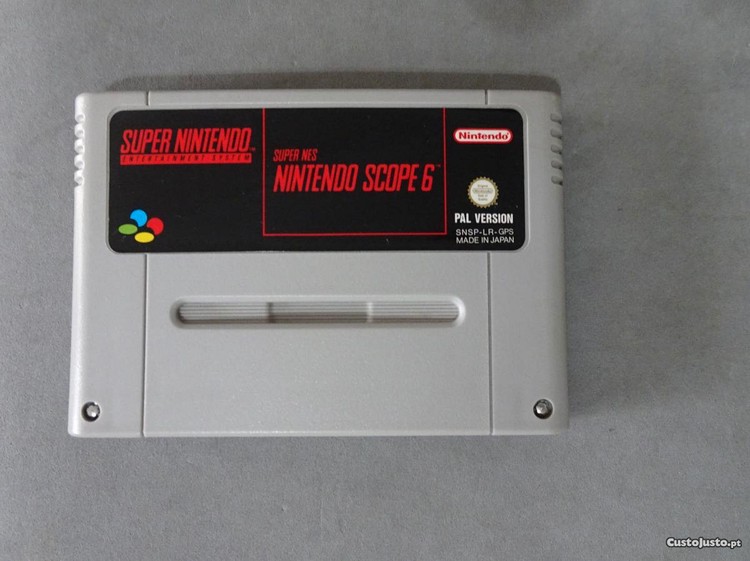 SUPER NINTENDO™
ENTERTAINMENT SYSTEM
SUPER NES
NINTENDO SCOPE 6™
Nintendo
PAL VERSION
SNSP-LR-GPS
MADE IN JAPAN
CustoJusto.pt